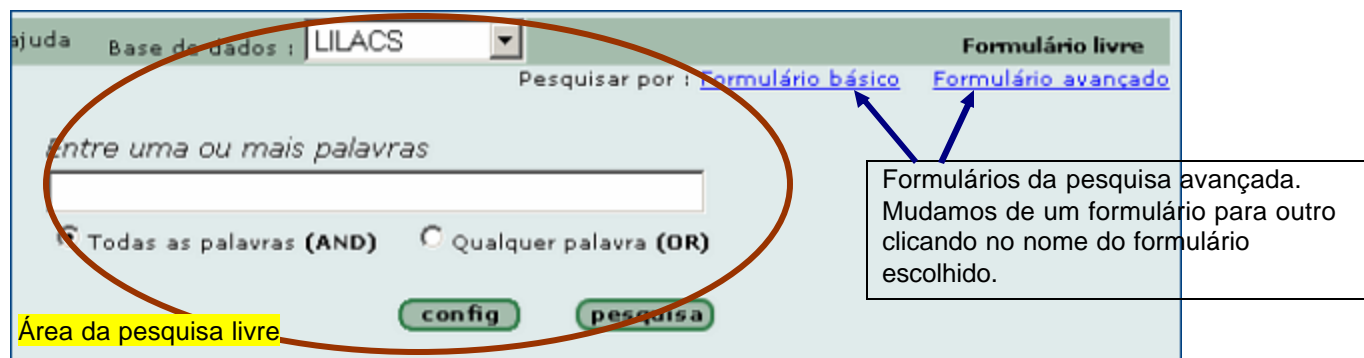 ajuda Base de dados : LILACS Formulário livre
Pesquisar por : Formulário básico Formulário avançado
Entre uma ou mais palavras
Todas as palavras (AND) Qualquer palavra (OR)
config pesquisa
Área da pesquisa livre
Formulários da pesquisa avançada.
Mudamos de um formulário para outro
clicando no nome do formulário
escolhido.